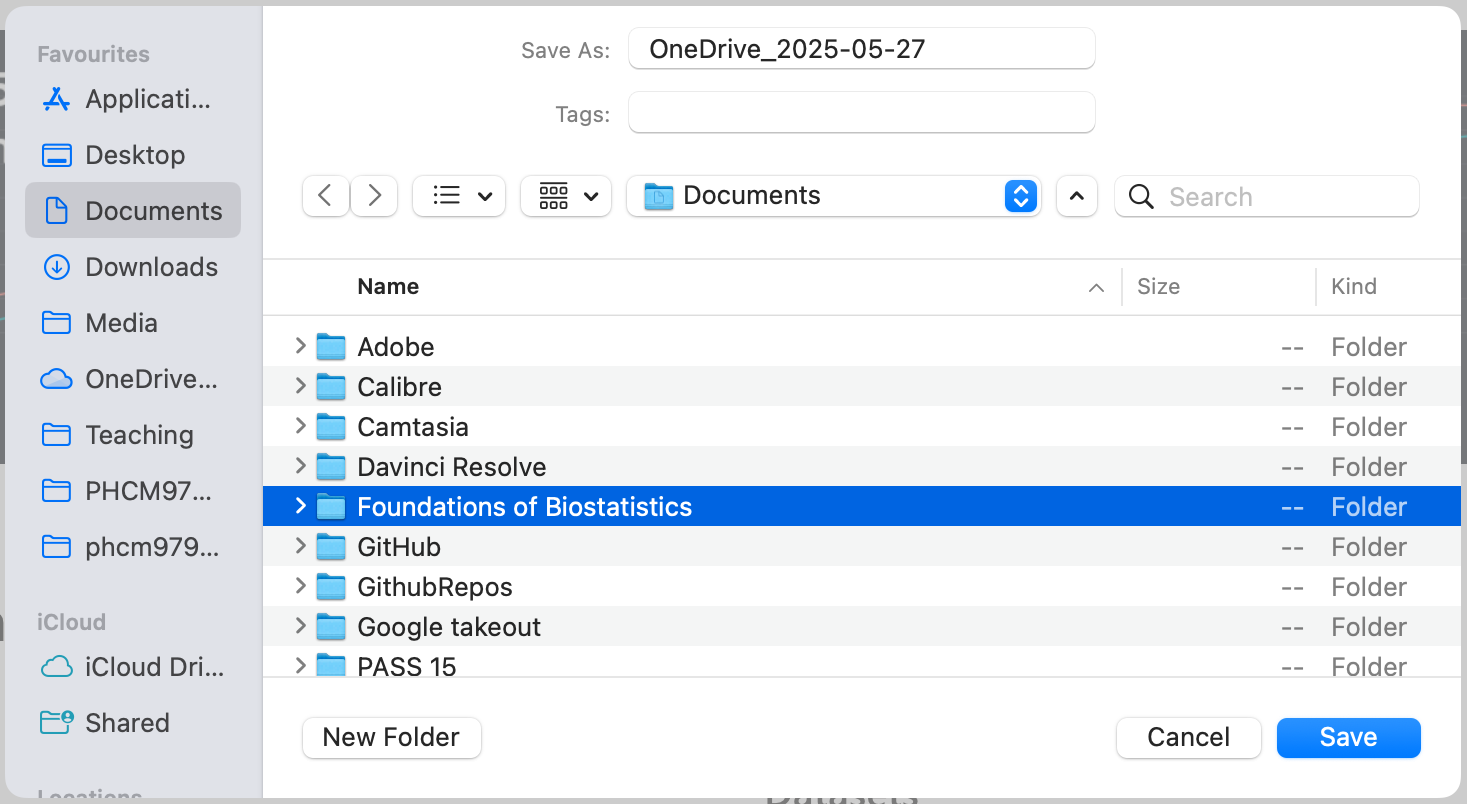 Favourites
Applicati...
Desktop
Documents
Downloads
Media
OneDrive...
Teaching
PHCM97...
phcm979...
iCloud
iCloud Dri...
Shared
Locations
Save As: OneDrive_2025-05-27
Tags:
Documents
Search
Name Size Kind
Adobe -- Folder
Calibre -- Folder
Camtasia -- Folder
Davinci Resolve -- Folder
Foundations of Biostatistics -- Folder
GitHub -- Folder
GithubRepos -- Folder
Google takeout -- Folder
PASS 15 -- Folder
New Folder Cancel Save
Datasets